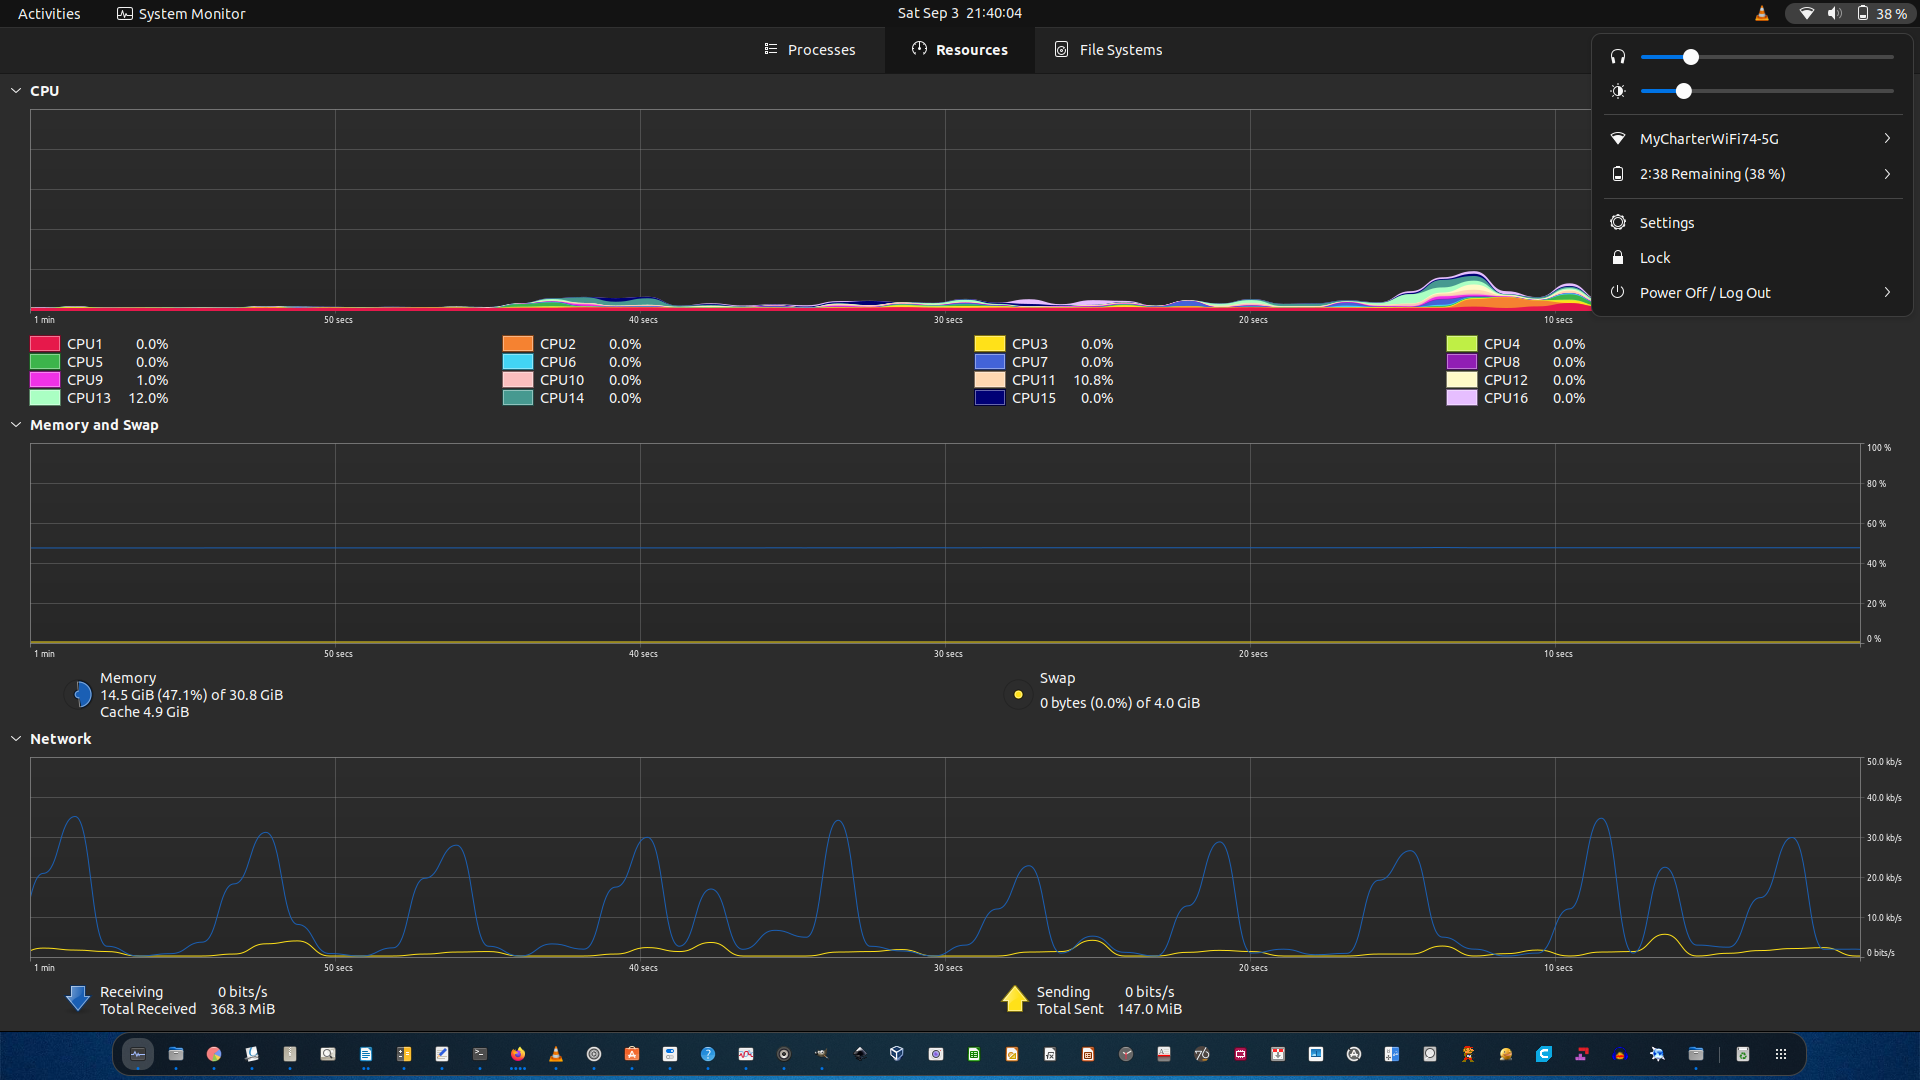 Activities
System Monitor
Sat Sep 3 21:40:04
38 %
Processes
Resources
File Systems
MyCharterWiFi74-5G
2:38 Remaining (38 %)
Settings
Lock
Power Off / Log Out
CPU
1 min
50 secs
40 secs
30 secs
20 secs
10 secs
CPU1 0.0%
CPU2 0.0%
CPU3 0.0%
CPU4 0.0%
CPU5 0.0%
CPU6 0.0%
CPU7 0.0%
CPU8 0.0%
CPU9 1.0%
CPU10 0.0%
CPU11 10.8%
CPU12 0.0%
CPU13 12.0%
CPU14 0.0%
CPU15 0.0%
CPU16 0.0%
Memory and Swap
100 %
80 %
60 %
40 %
20 %
0 %
1 min
50 secs
40 secs
30 secs
20 secs
10 secs
Memory
14.5 GiB (47.1%) of 30.8 GiB
Cache 4.9 GiB
Swap
0 bytes (0.0%) of 4.0 GiB
Network
50.0 kb/s
40.0 kb/s
30.0 kb/s
20.0 kb/s
10.0 kb/s
0 bits/s
1 min
50 secs
40 secs
30 secs
20 secs
10 secs
Receiving 0 bits/s
Total Received 368.3 MiB
Sending 0 bits/s
Total Sent 147.0 MiB
76